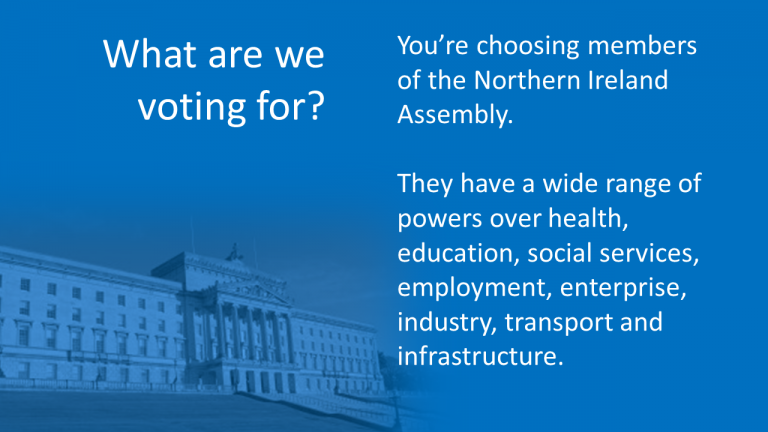 What are we
voting for?
You’re choosing members
of the Northern Ireland
Assembly.
They have a wide range of
powers over health,
education, social services,
employment, enterprise,
industry, transport and
infrastructure.